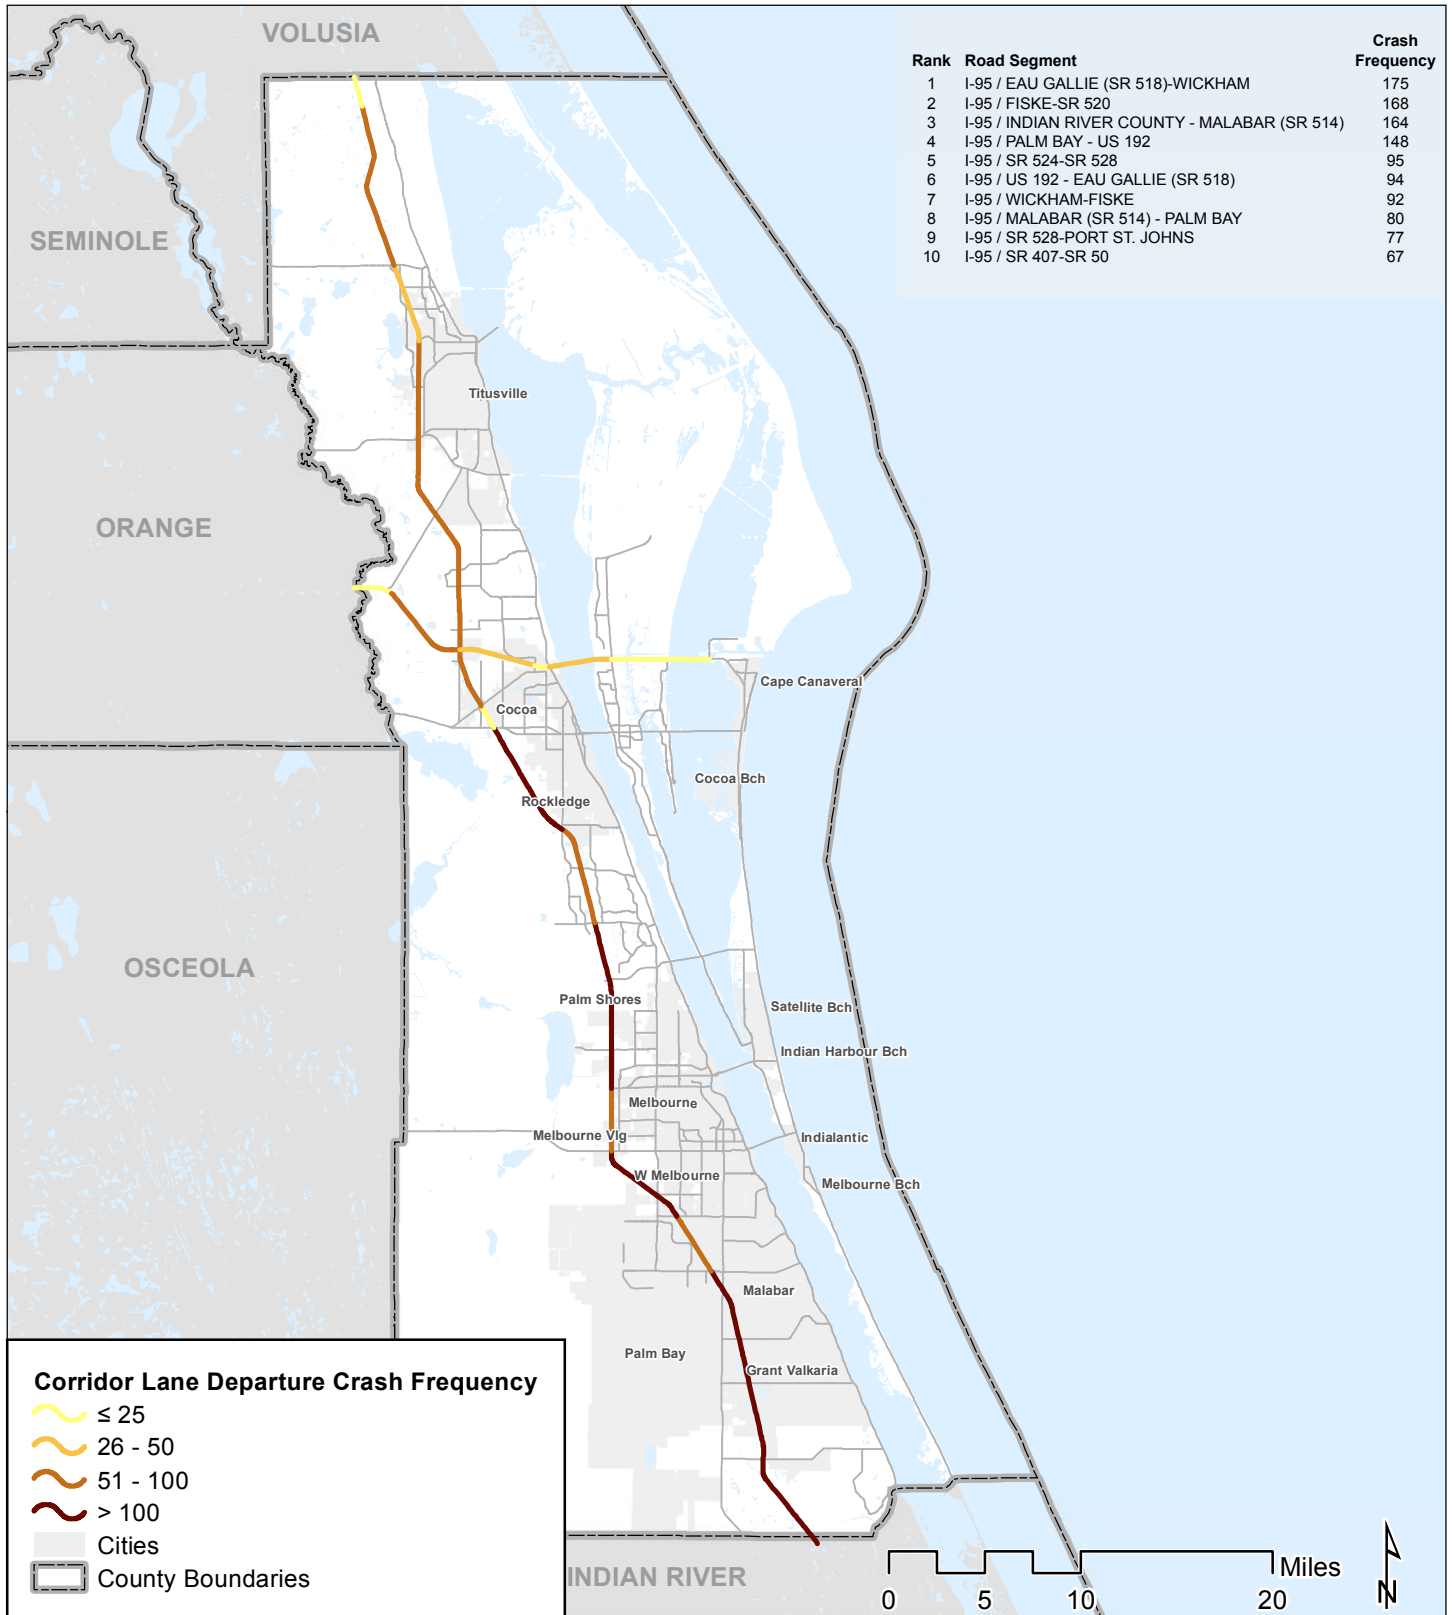 VOLUSIA
SEMINOLE
ORANGE
OSCEOLA
INDIAN RIVER
Rank Road Segment Crash Frequency
1 I-95 / EAU GALLIE (SR 518)-WICKHAM 175
2 I-95 / FISKE-SR 520 168
3 I-95 / INDIAN RIVER COUNTY - MALABAR (SR 514) 164
4 I-95 / PALM BAY - US 192 148
5 I-95 / SR 524-SR 528 95
6 I-95 / US 192 - EAU GALLIE (SR 518) 94
7 I-95 / WICKHAM-FISKE 92
8 I-95 / MALABAR (SR 514) - PALM BAY 80
9 I-95 / SR 528-PORT ST. JOHNS 77
10 I-95 / SR 407-SR 50 67
Titusville
Cape Canaveral
Cocoa
Cocoa Bch
Rockledge
Palm Shores
Satellite Bch
Indian Harbour Bch
Melbourne
Melbourne Vlg
Indialantic
W Melbourne
Melbourne Bch
Malabar
Palm Bay
Grant Valkaria
Corridor Lane Departure Crash Frequency
≤ 25
26 - 50
51 - 100
> 100
Cities
County Boundaries
Miles
0 5 10 20
N